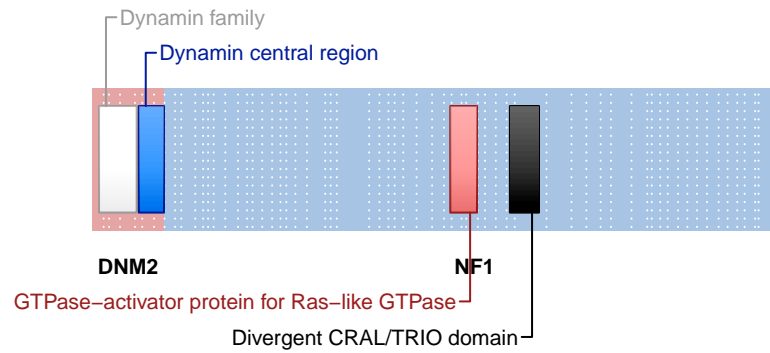 Dynamin family
Dynamin central region
DNM2
NF1
GTPase−activator protein for Ras−like GTPase
Divergent CRAL/TRIO domain